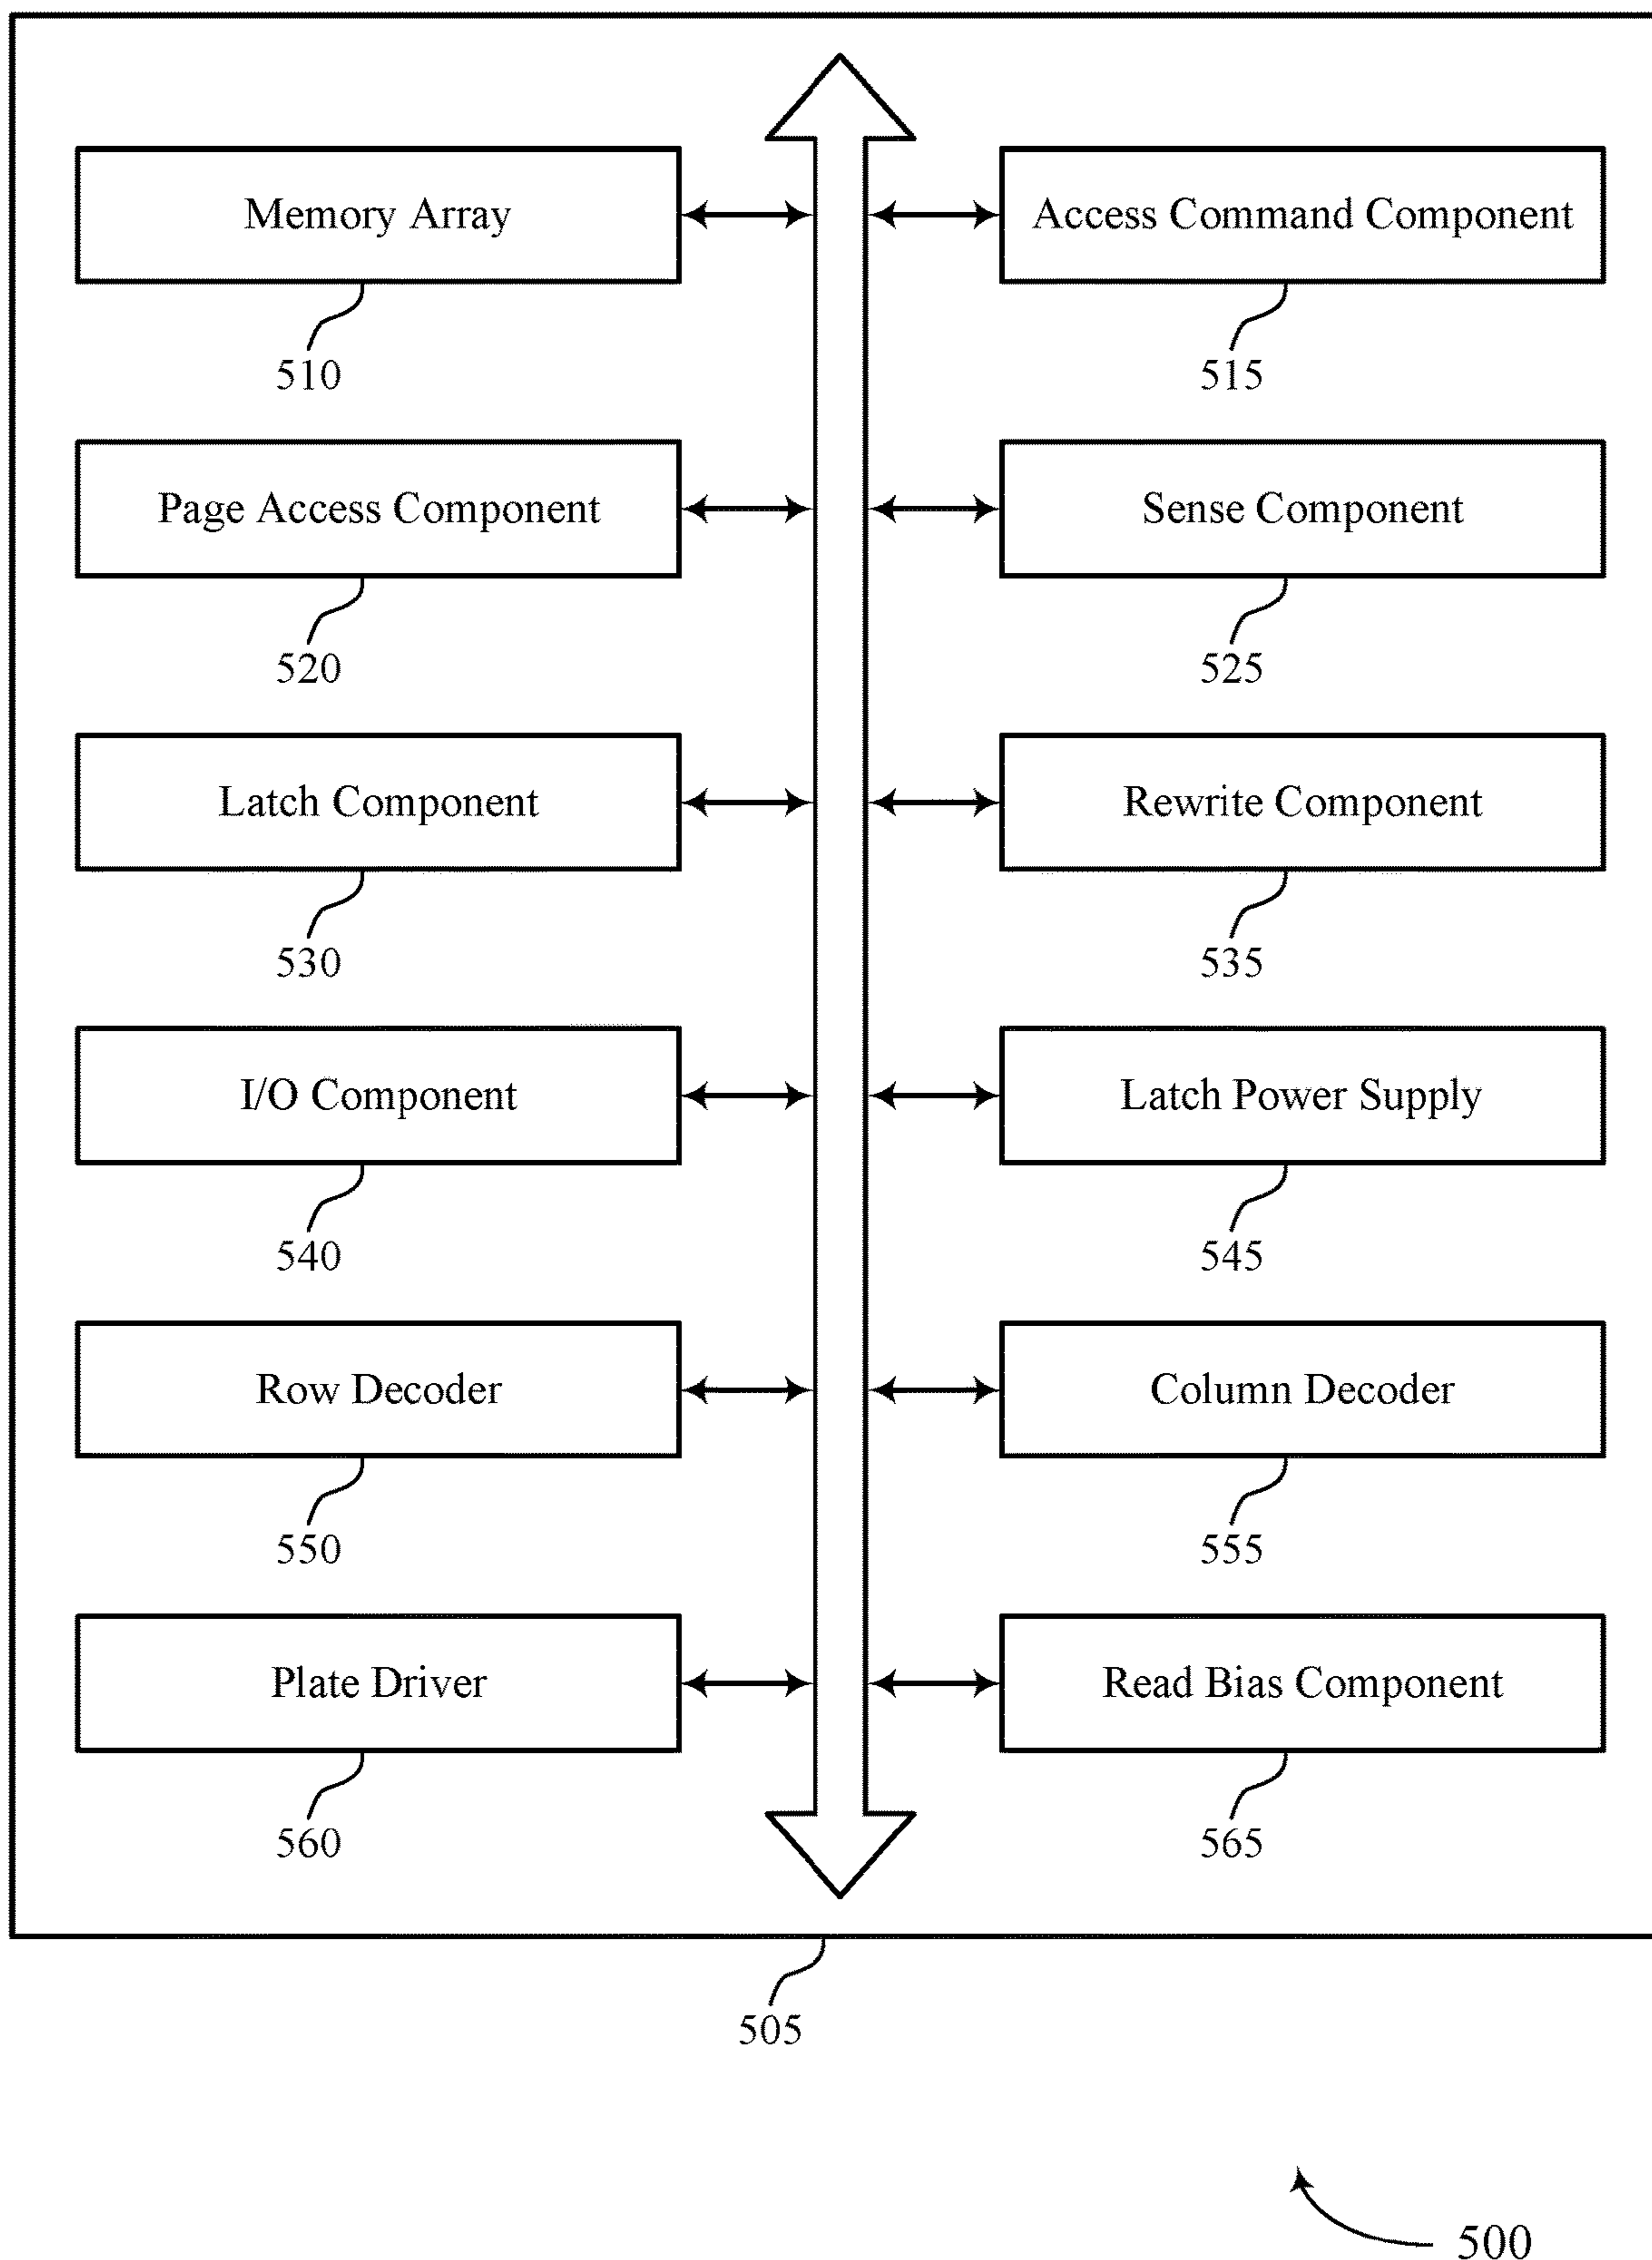 Memory Array
Access Command Component
510
515
Page Access Component
Sense Component
520
525
Latch Component
Rewrite Component
530
535
I/O Component
Latch Power Supply
540
545
Row Decoder
Column Decoder
550
555
Plate Driver
Read Bias Component
560
565
505
500